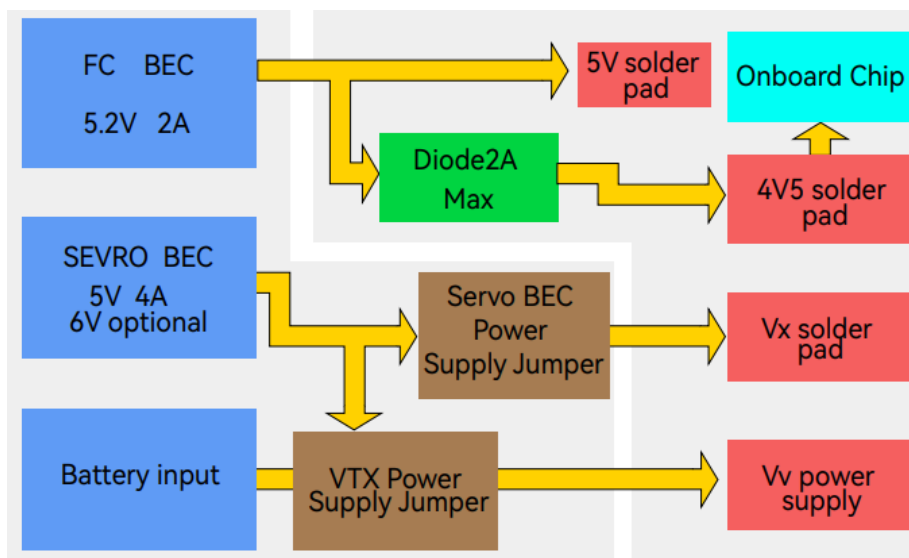 FC BEC
5.2V 2A
5V solder
pad
Onboard Chip
Diode2A
Max
4V5 solder
pad
SEVRO BEC
5V 4A
6V optional
Servo BEC
Power
Supply Jumper
Vx solder
pad
Battery input
VTX Power
Supply Jumper
Vv power
supply